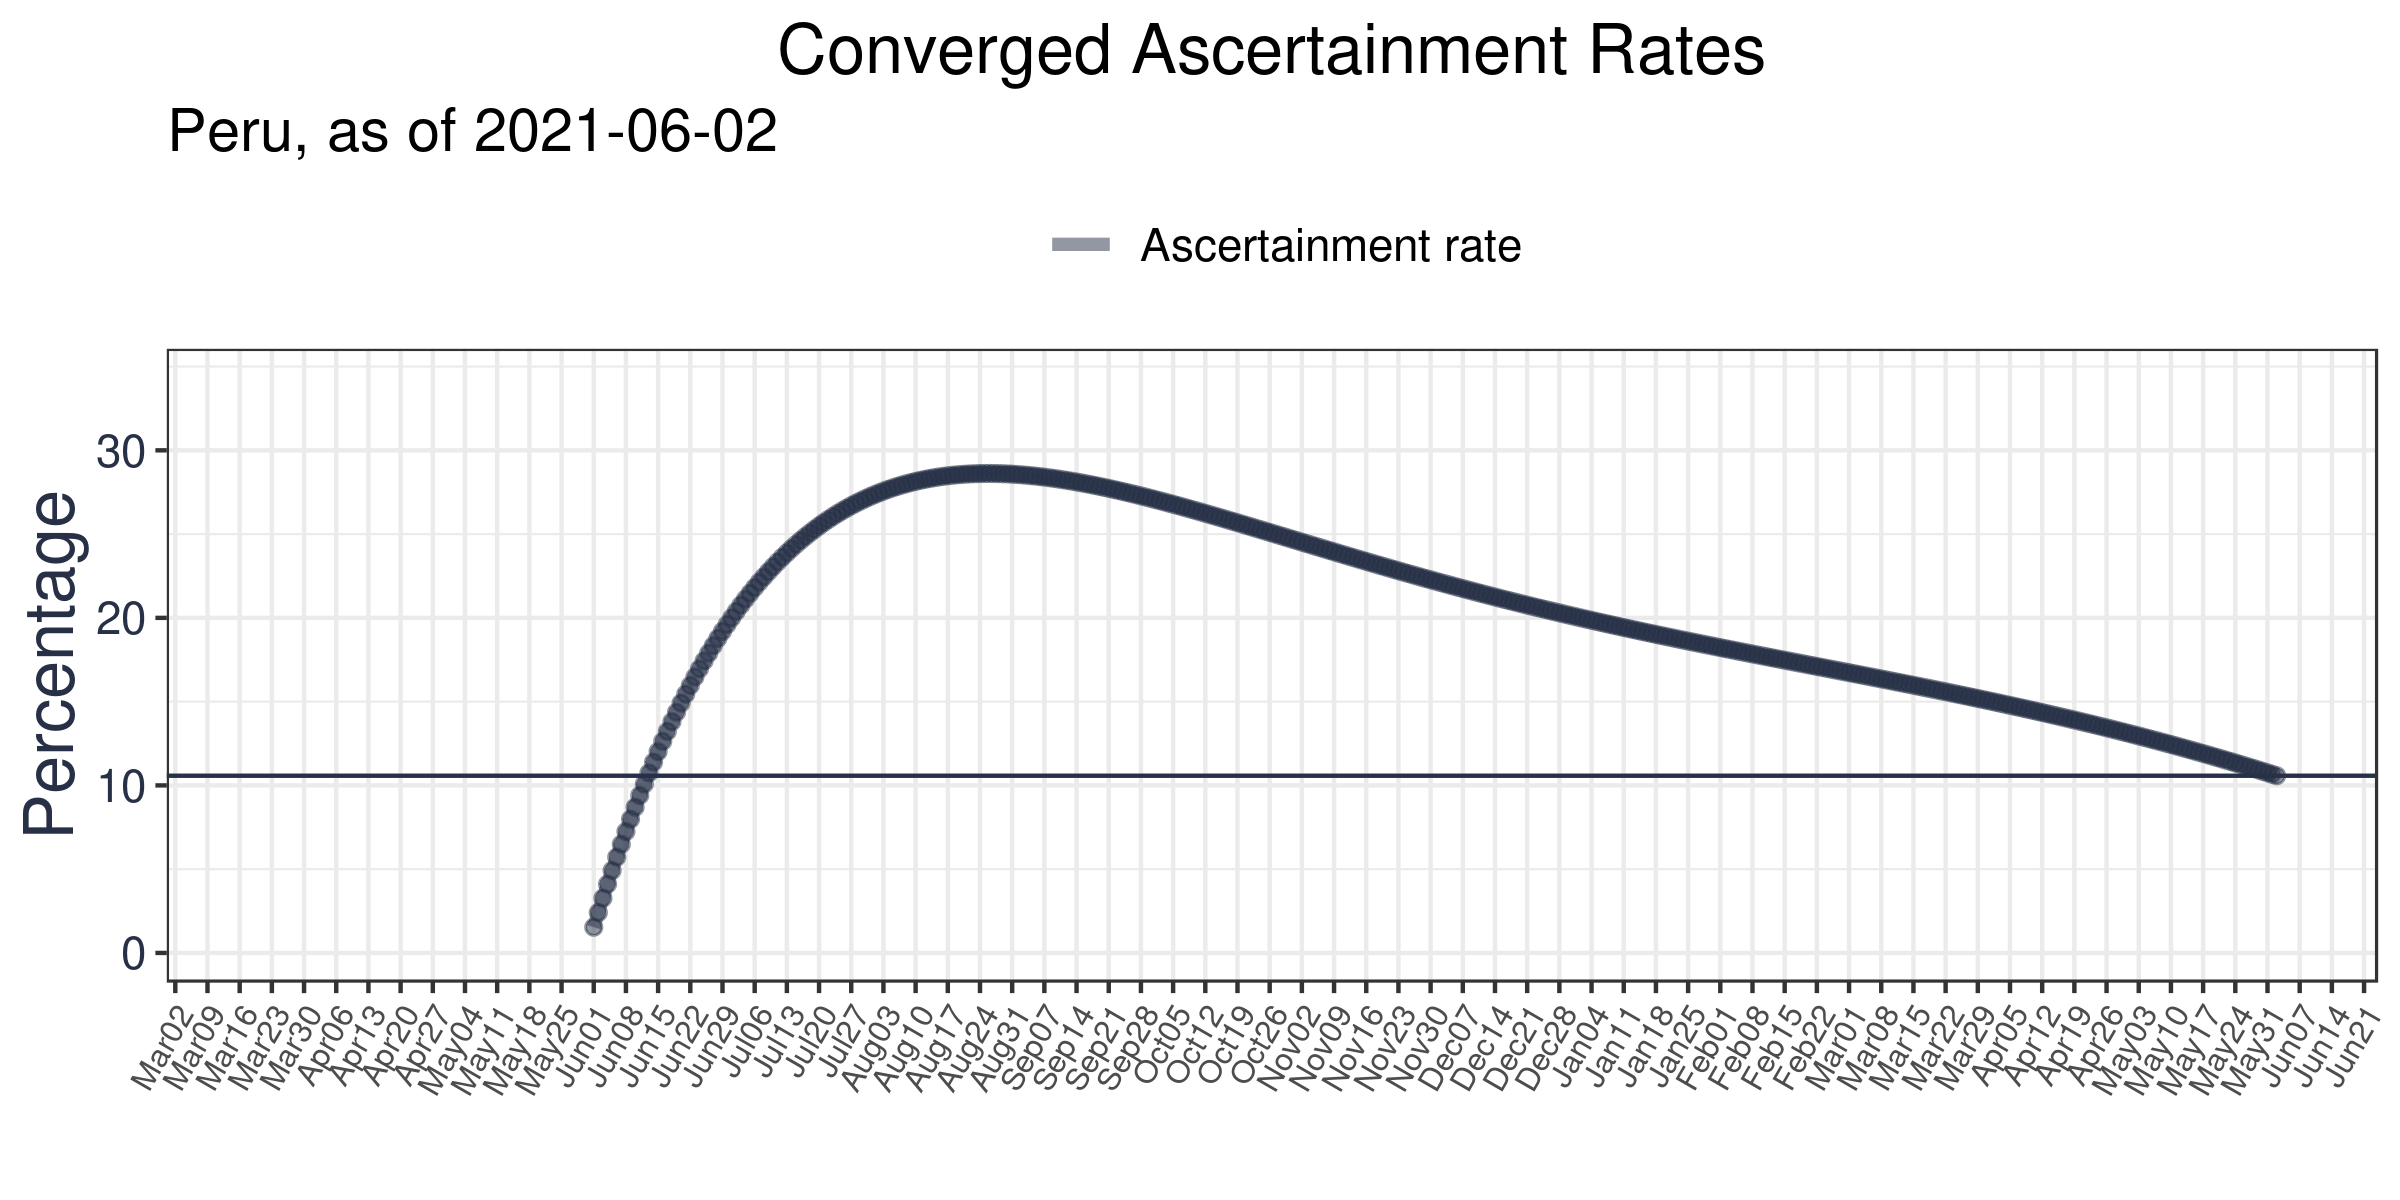 Converged Ascertainment Rates
Peru, as of 2021-06-02
Ascertainment rate
Percentage
30
20
10
0
Mar02
Mar09
Mar16
Mar23
Mar30
Apr06
Apr13
Apr20
Apr27
May04
May11
May18
May25
Jun01
Jun08
Jun15
Jun22
Jun29
Jul06
Jul13
Jul20
Jul27
Aug03
Aug10
Aug17
Aug24
Aug31
Sep07
Sep14
Sep21
Sep28
Oct05
Oct12
Oct19
Oct26
Nov02
Nov09
Nov16
Nov23
Nov30
Dec07
Dec14
Dec21
Dec28
Jan04
Jan11
Jan18
Jan25
Feb01
Feb08
Feb15
Feb22
Mar01
Mar08
Mar15
Mar22
Mar29
Apr05
Apr12
Apr19
Apr26
May03
May10
May17
May24
May31
Jun07
Jun14
Jun21